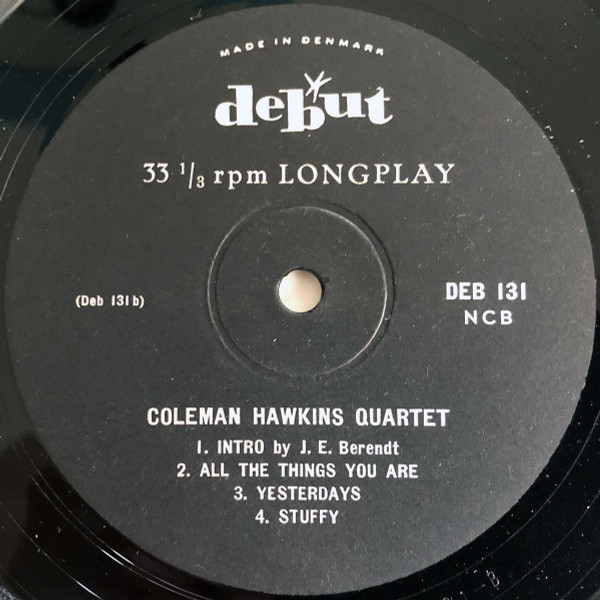 MADE IN DENMARK
debut
33 1/3 rpm LONGPLAY
(Deb 131b)
DEB 131
NCB
COLEMAN HAWKINS QUARTET
1. INTRO by J. E. Berendt
2. ALL THE THINGS YOU ARE
3. YESTERDAYS
4. STUFFY